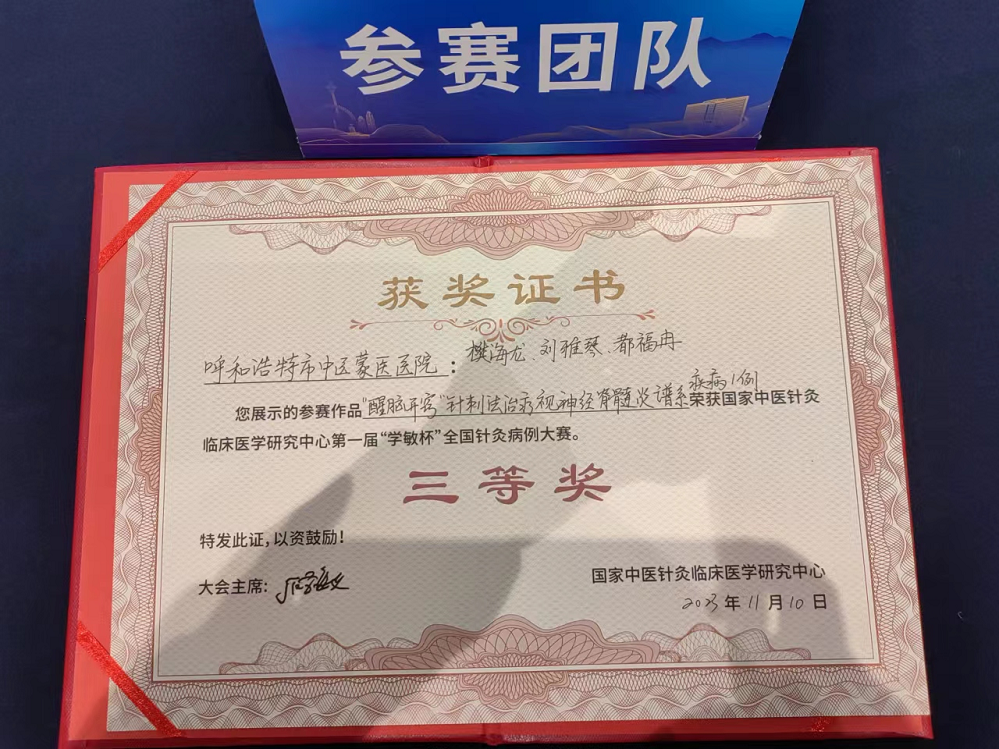 参赛团队
获奖证书
呼和浩特市中医蒙医医院：樊海龙、刘雅琴、都福冉
您展示的参赛作品"醒脑开窍"针刺法治疗视神经脊髓炎谱系疾病1例荣获国家中医针灸
临床医学研究中心第一届“学敏杯”全国针灸病例大赛。
三等奖
特发此证，以资鼓励！
大会主席：
国家中医针灸临床医学研究中心
2023年11月10日